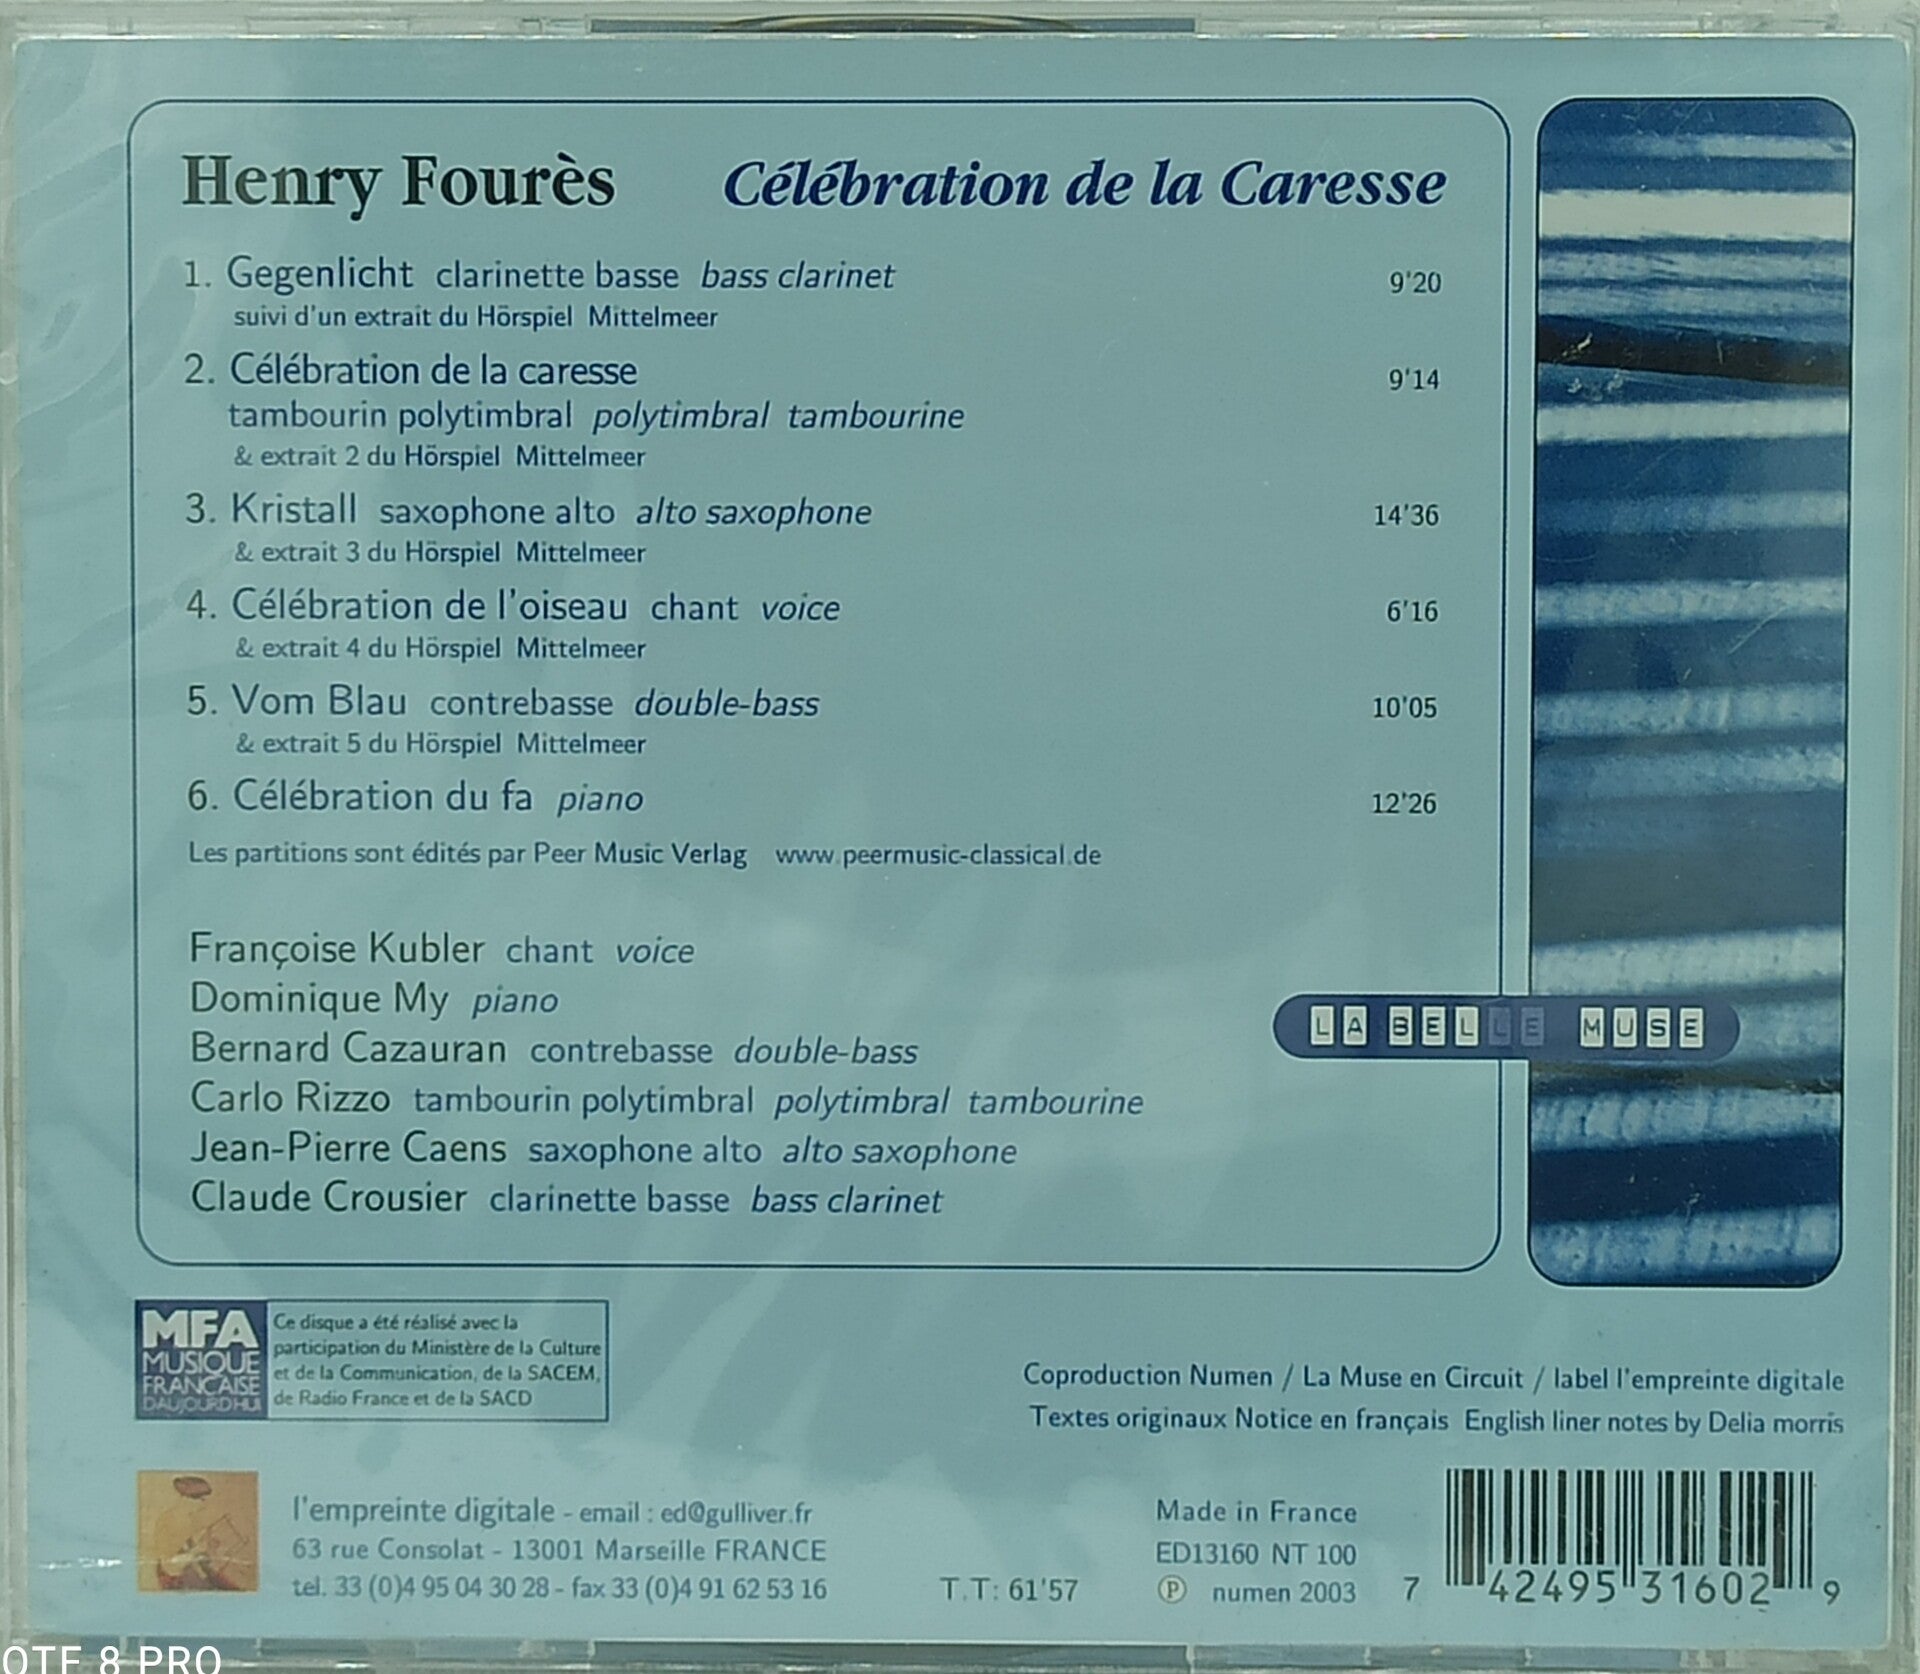 Henry Fourès Célébration de la Caresse
1. Gegenlicht clarinette basse bass clarinet 9'20
suivi d'un extrait du Hörspiel Mittelmeer
2. Célébration de la caresse 9'14
tambourin polytimbral polytimbral tambourine
& extrait 2 du Hörspiel Mittelmeer
3. Kristall saxophone alto alto saxophone 14'36
& extrait 3 du Hörspiel Mittelmeer
4. Célébration de l'oiseau chant voice 6'16
& extrait 4 du Hörspiel Mittelmeer
5. Vom Blau contrebasse double-bass 10'05
& extrait 5 du Hörspiel Mittelmeer
6. Célébration du fa piano 12'26
Les partitions sont édités par Peer Music Verlag www.peermusic-classical.de
Françoise Kubler chant voice
Dominique My piano
Bernard Cazauran contrebasse double-bass
Carlo Rizzo tambourin polytimbral polytimbral tambourine
Jean-Pierre Caens saxophone alto alto saxophone
Claude Crousier clarinette basse bass clarinet
LA BELLE MUSE
MFA
MUSIQUE
FRANÇAISE
D'AUJOURD'HUI
Ce disque a été réalisé avec la
participation du Ministère de la Culture
et de la Communication, de la SACEM,
de Radio France et de la SACD
Coproduction Numen / La Muse en Circuit / label l'empreinte digitale
Textes originaux Notice en français English liner notes by Delia morris
l'empreinte digitale - email : ed@gulliver.fr
63 rue Consolat - 13001 Marseille FRANCE
tel. 33 (0)4 95 04 30 28 - fax 33 (0)4 91 62 53 16
T.T: 61'57
Made in France
ED13160 NT 100
Ⓟ numen 2003
7 42495 31602 9
OTE 8 PRO